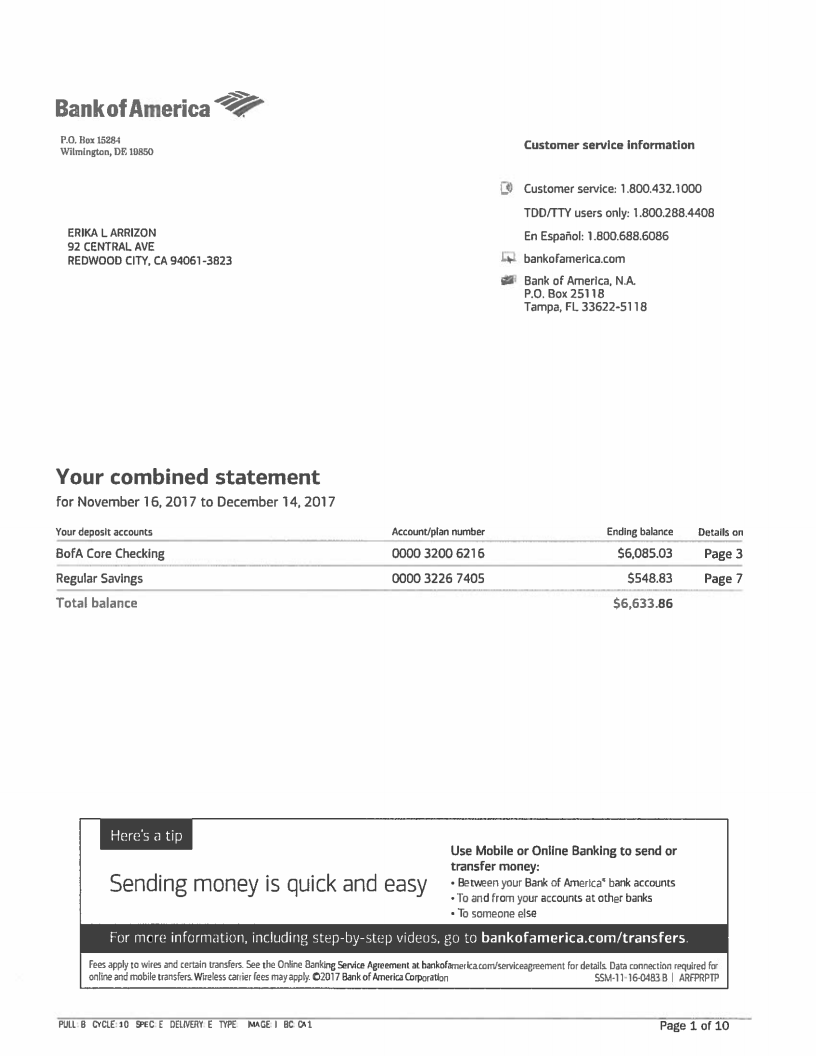 Bank of America
P.O. Box 15284
Wilmington, DE 19850
Customer service information
Customer service: 1.800.432.1000
TDD/TTY users only: 1.800.288.4408
En Español: 1.800.688.6086
bankofamerica.com
Bank of America, N.A.
P.O. Box 25118
Tampa, FL 33622-5118
ERIKA L ARRIZON
92 CENTRAL AVE
REDWOOD CITY, CA 94061-3823
Your combined statement
for November 16, 2017 to December 14, 2017
Your deposit accounts Account/plan number Ending balance Details on
BofA Core Checking 0000 3200 6216 $6,085.03 Page 3
Regular Savings 0000 3226 7405 $548.83 Page 7
Total balance $6,633.86
Here's a tip
Sending money is quick and easy
Use Mobile or Online Banking to send or
transfer money:
• Between your Bank of America® bank accounts
• To and from your accounts at other banks
• To someone else
For more information, including step-by-step videos, go to bankofamerica.com/transfers.
Fees apply to wires and certain transfers. See the Online Banking Service Agreement at bankofamerica.com/serviceagreement for details. Data connection required for
online and mobile transfers. Wireless carrier fees may apply. ©2017 Bank of America Corporation SSM-11-16-0483.B | ARFPRPTP
PULL: B CYCLE: 10 SPEC: E DELIVERY: E TYPE: IMAGE: I BC: CA1
Page 1 of 10